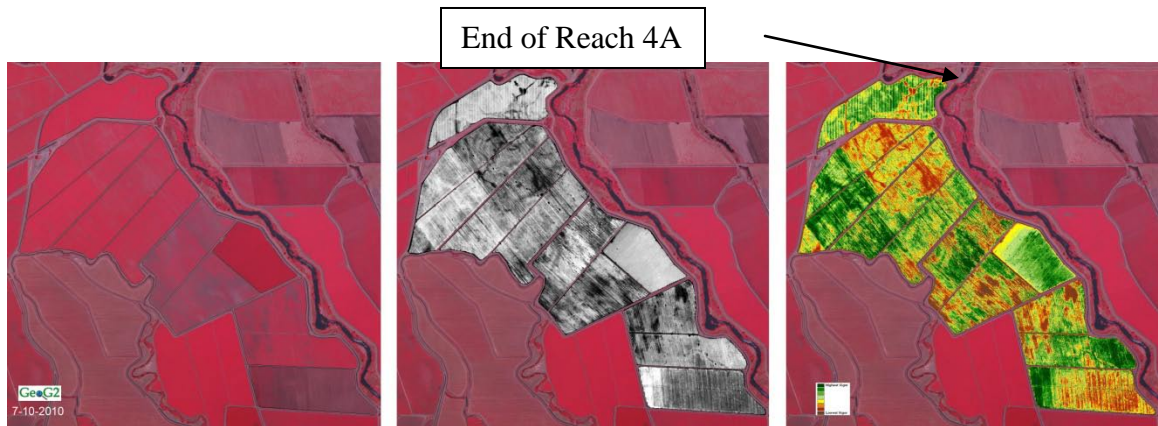 End of Reach 4A
GeoG2
7-10-2010
Highest Vigor
Lowest Vigor